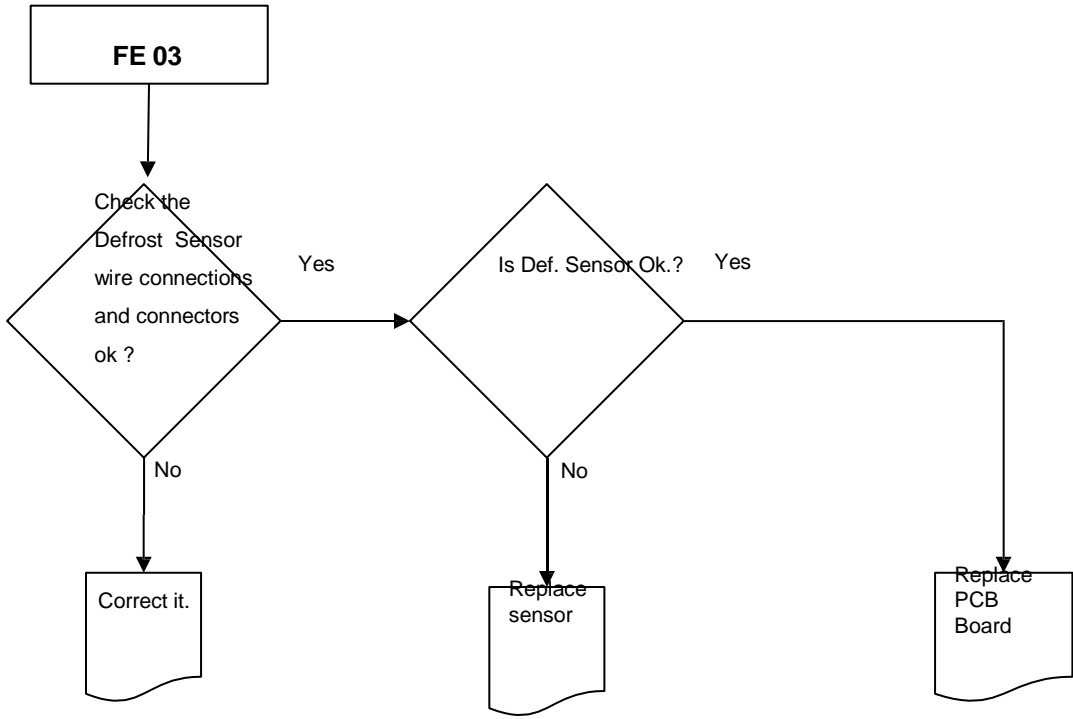 FE 03
Check the
Defrost Sensor
wire connections
and connectors
ok ?
Yes
Is Def. Sensor Ok.?
Yes
No
No
Correct it.
Replace
sensor
Replace
PCB
Board